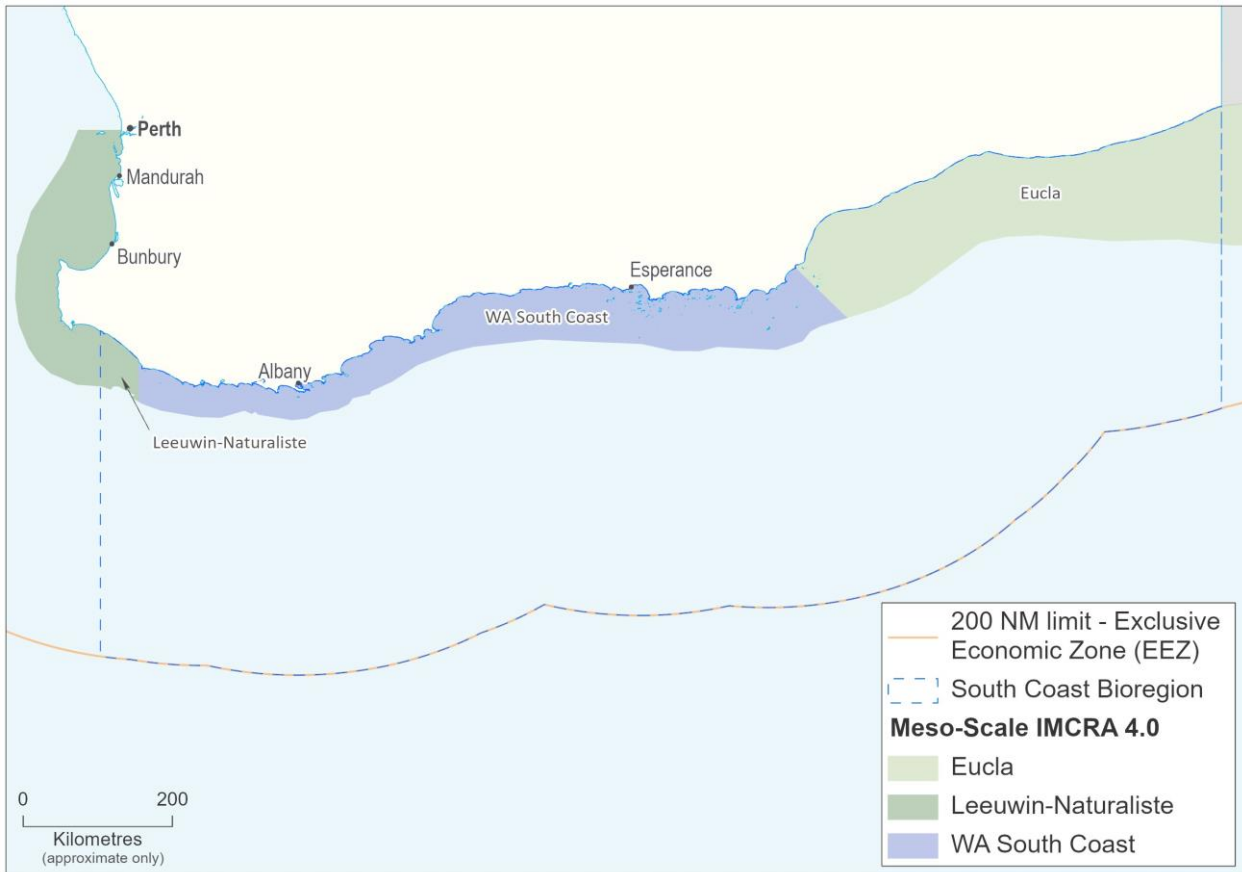 Perth
Mandurah
Bunbury
Eucla
Esperance
WA South Coast
Albany
Leeuwin-Naturaliste
200 NM limit - Exclusive
Economic Zone (EEZ)
South Coast Bioregion
Meso-Scale IMCRA 4.0
Eucla
Leeuwin-Naturaliste
WA South Coast
0 200
Kilometres
(approximate only)